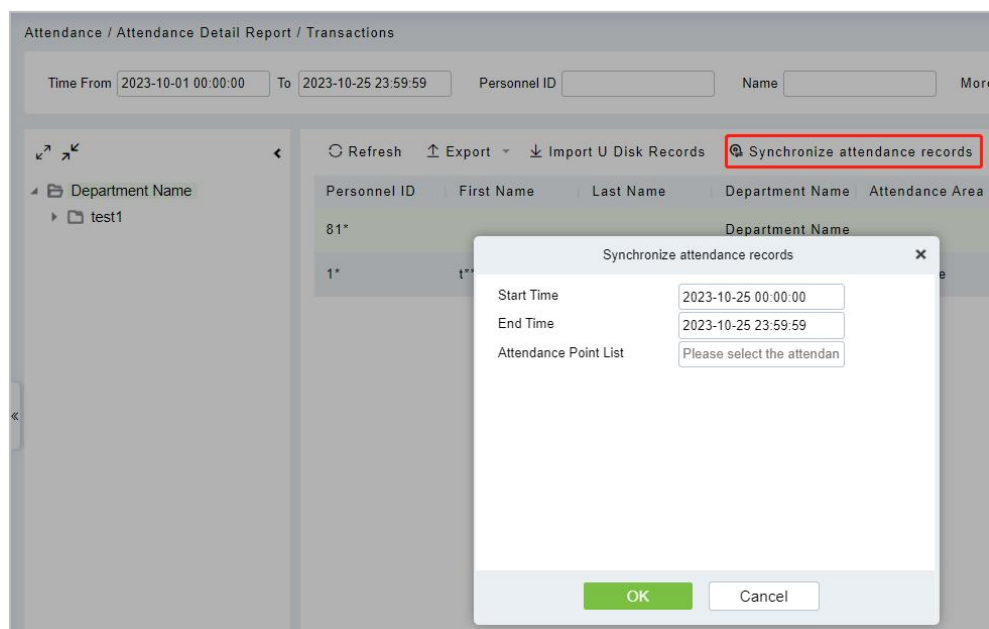 Attendance / Attendance Detail Report / Transactions
Time From 2023-10-01 00:00:00 To 2023-10-25 23:59:59 Personnel ID Name
Refresh Export Import U Disk Records Synchronize attendance records
Department Name
test1
Personnel ID First Name Last Name Department Name Attendance Area
81* Department Name
1* t**
Synchronize attendance records
Start Time 2023-10-25 00:00:00
End Time 2023-10-25 23:59:59
Attendance Point List Please select the attendan
OK Cancel